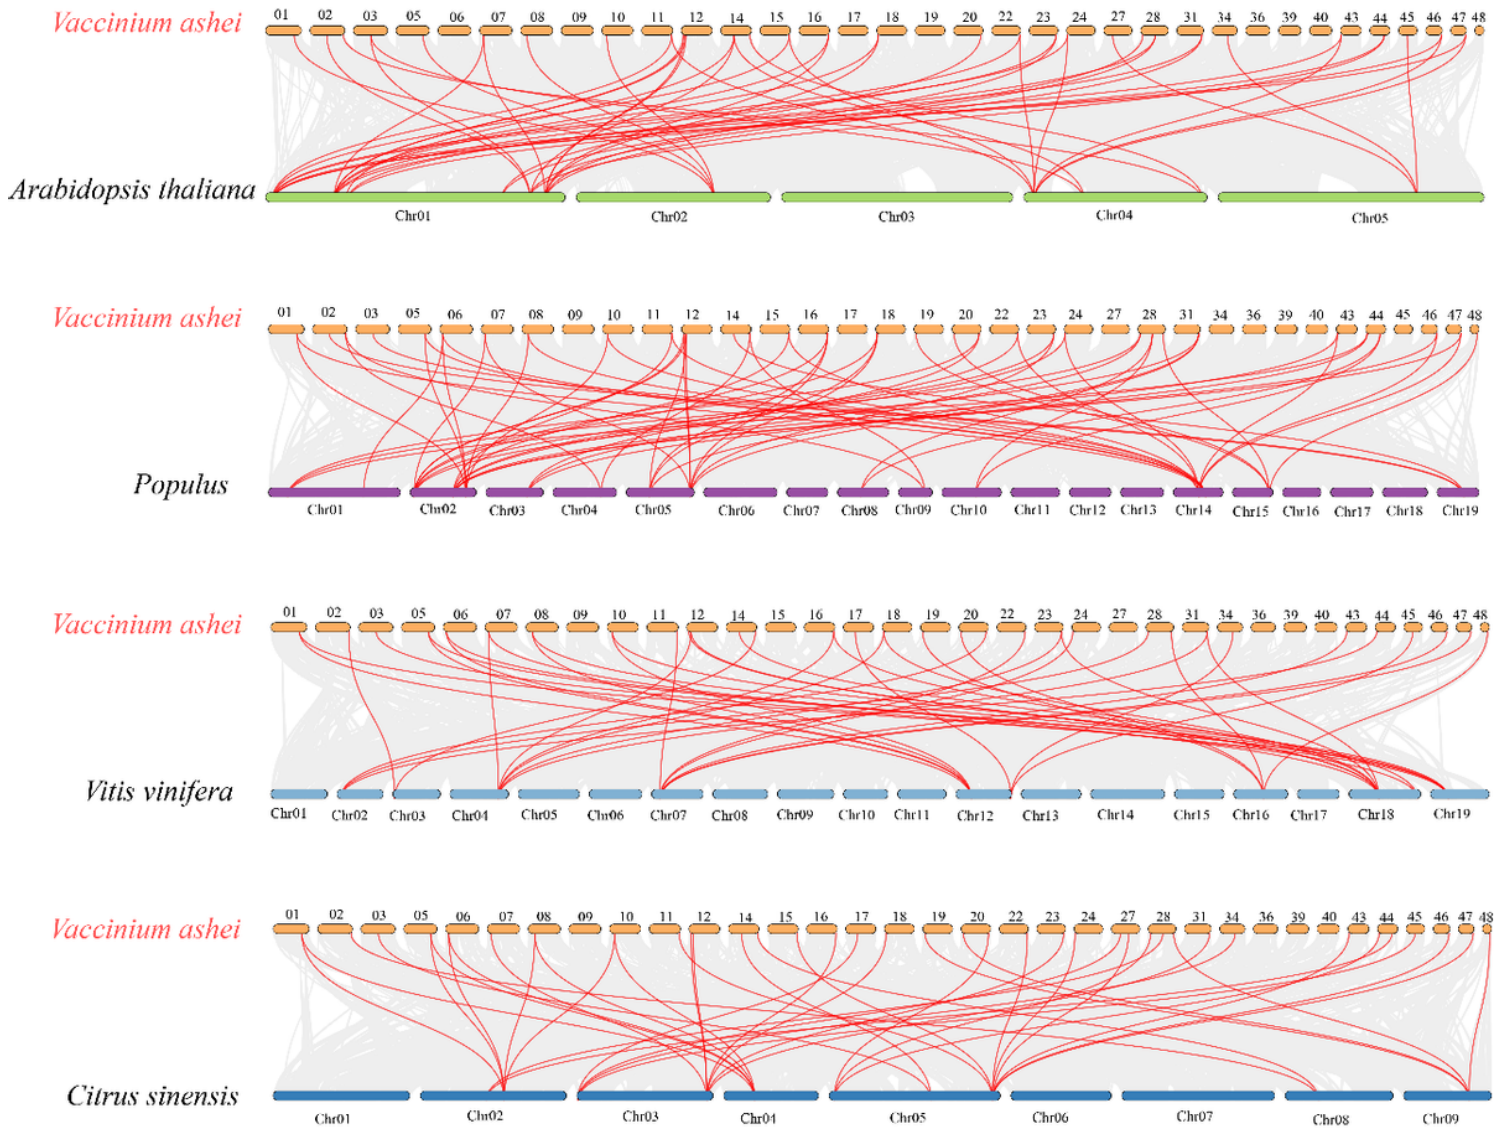 01 02 03 05 06 07 08 09 10 11 12 14 15 16 17 18 19 20 22 23 24 27 28 31 34 36 39 40 43 44 45 46 47 48
Vaccinium ashei
Arabidopsis thaliana
Chr01 Chr02 Chr03 Chr04 Chr05
01 02 03 05 06 07 08 09 10 11 12 14 15 16 17 18 19 20 22 23 24 27 28 31 34 36 39 40 43 44 45 46 47 48
Vaccinium ashei
Populus
Chr01 Chr02 Chr03 Chr04 Chr05 Chr06 Chr07 Chr08 Chr09 Chr10 Chr11 Chr12 Chr13 Chr14 Chr15 Chr16 Chr17 Chr18 Chr19
01 02 03 05 06 07 08 09 10 11 12 14 15 16 17 18 19 20 22 23 24 27 28 31 34 36 39 40 43 44 45 46 47 48
Vaccinium ashei
Vitis vinifera
Chr01 Chr02 Chr03 Chr04 Chr05 Chr06 Chr07 Chr08 Chr09 Chr10 Chr11 Chr12 Chr13 Chr14 Chr15 Chr16 Chr17 Chr18 Chr19
01 02 03 05 06 07 08 09 10 11 12 14 15 16 17 18 19 20 22 23 24 27 28 31 34 36 39 40 43 44 45 46 47 48
Vaccinium ashei
Citrus sinensis
Chr01 Chr02 Chr03 Chr04 Chr05 Chr06 Chr07 Chr08 Chr09